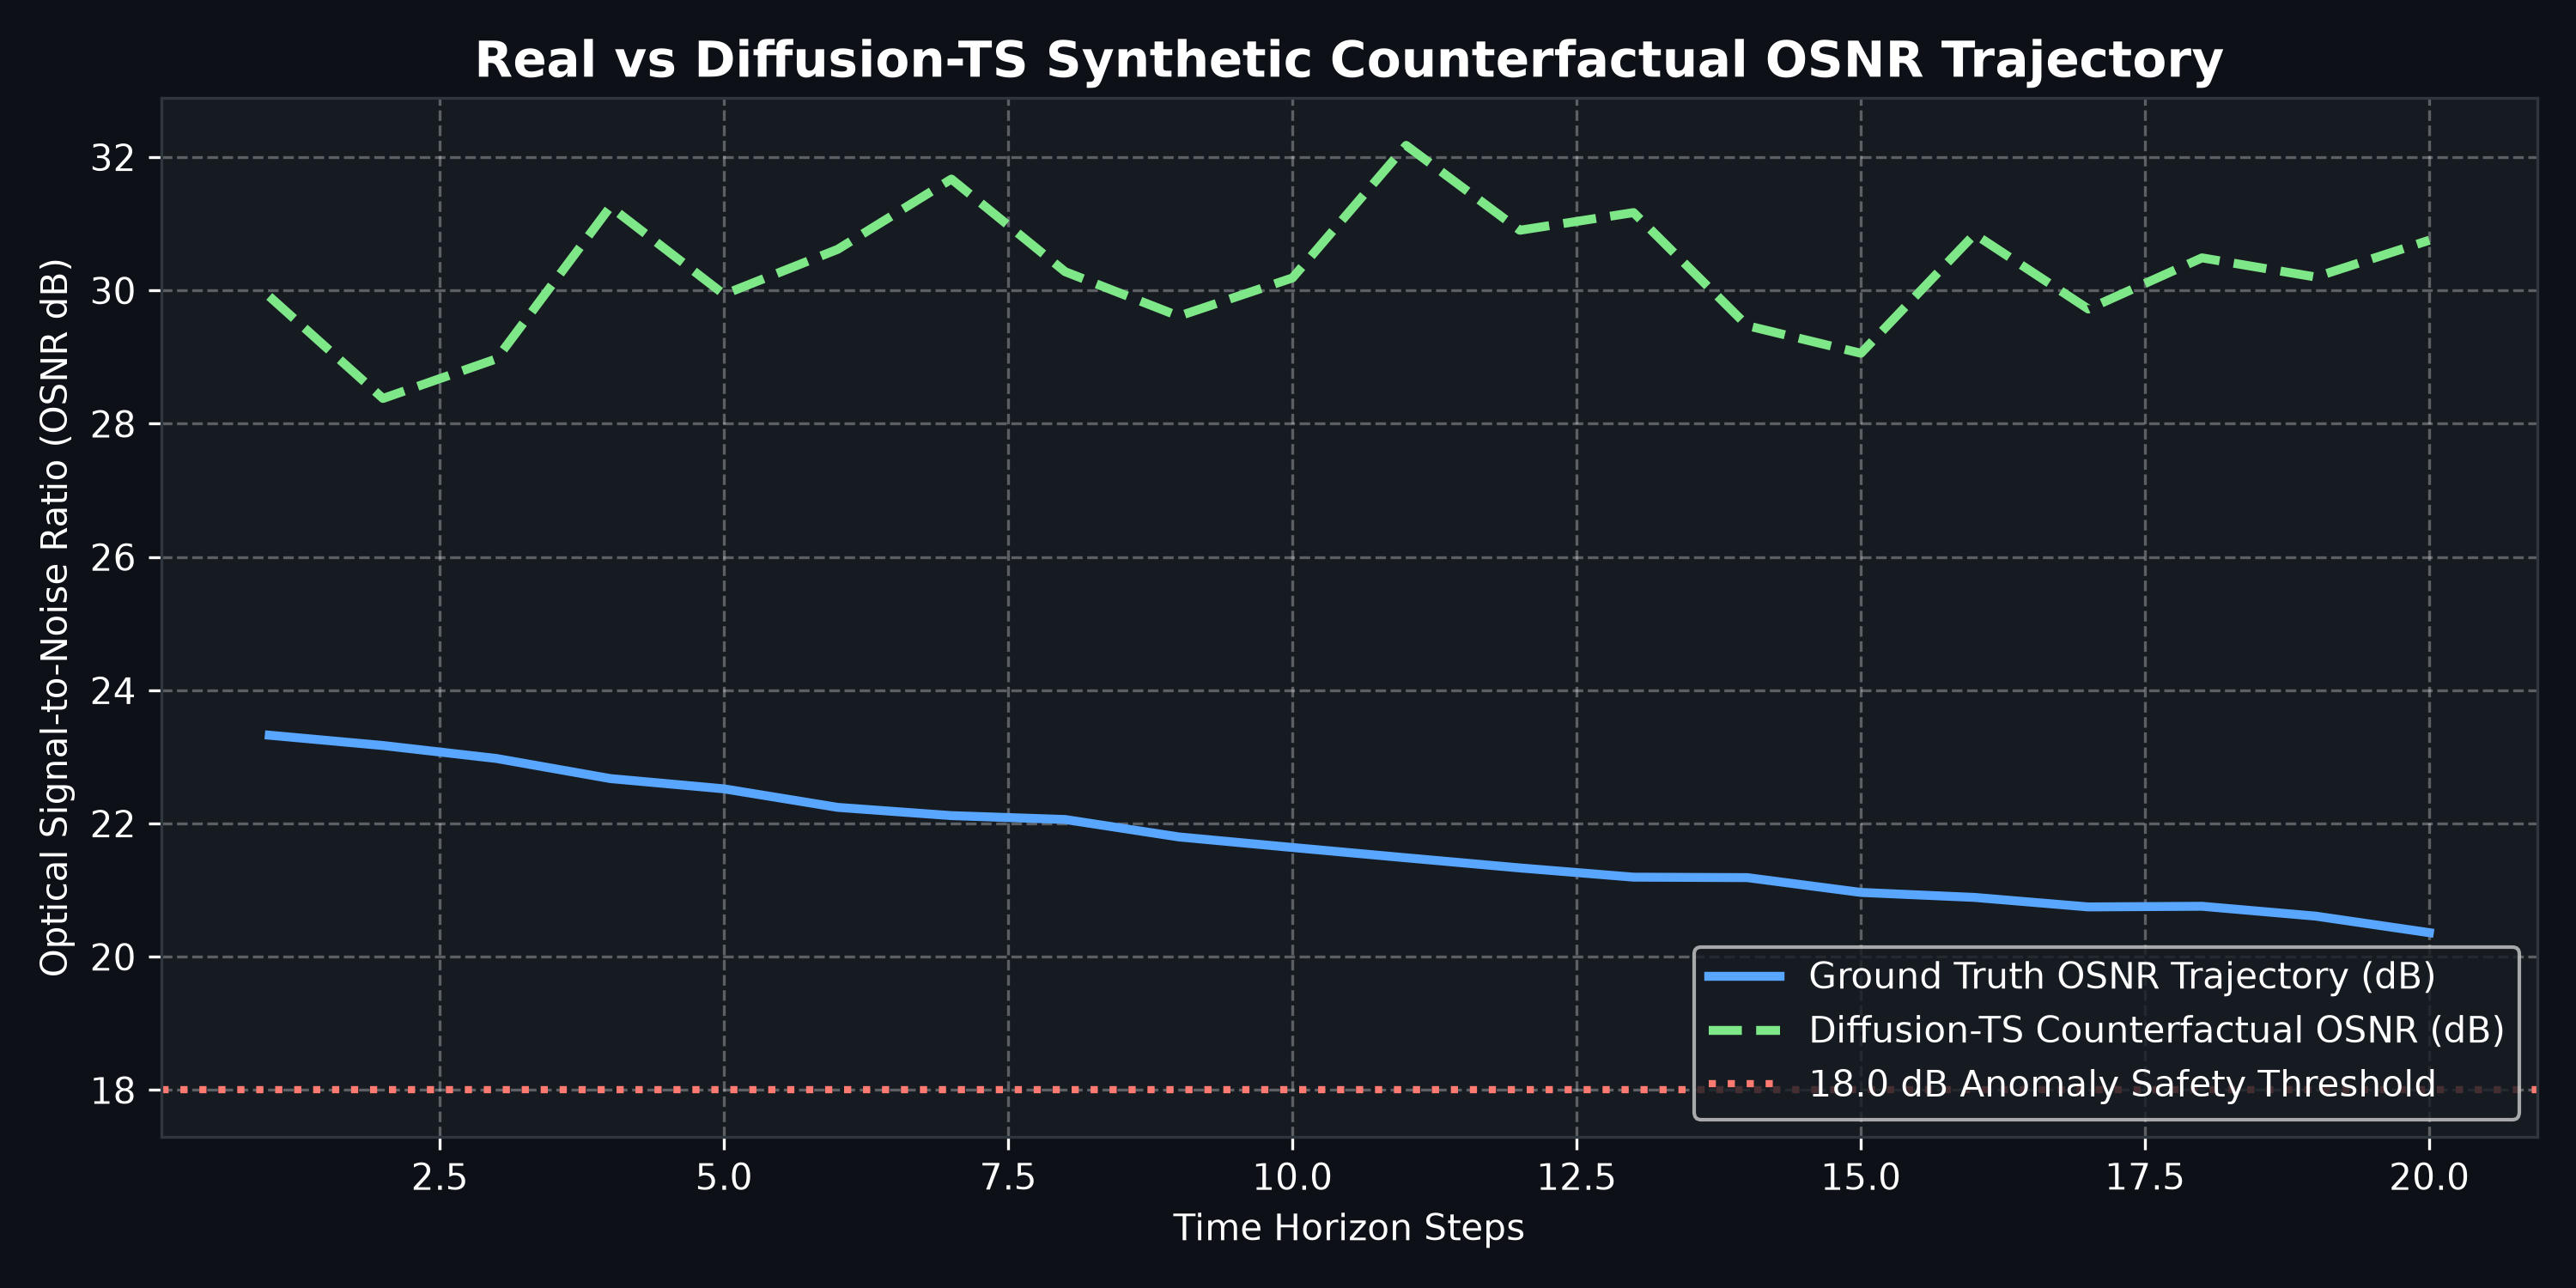 Real vs Diffusion-TS Synthetic Counterfactual OSNR Trajectory
Optical Signal-to-Noise Ratio (OSNR dB)
32
30
28
26
24
22
20
18
Ground Truth OSNR Trajectory (dB)
Diffusion-TS Counterfactual OSNR (dB)
18.0 dB Anomaly Safety Threshold
2.5 5.0 7.5 10.0 12.5 15.0 17.5 20.0
Time Horizon Steps